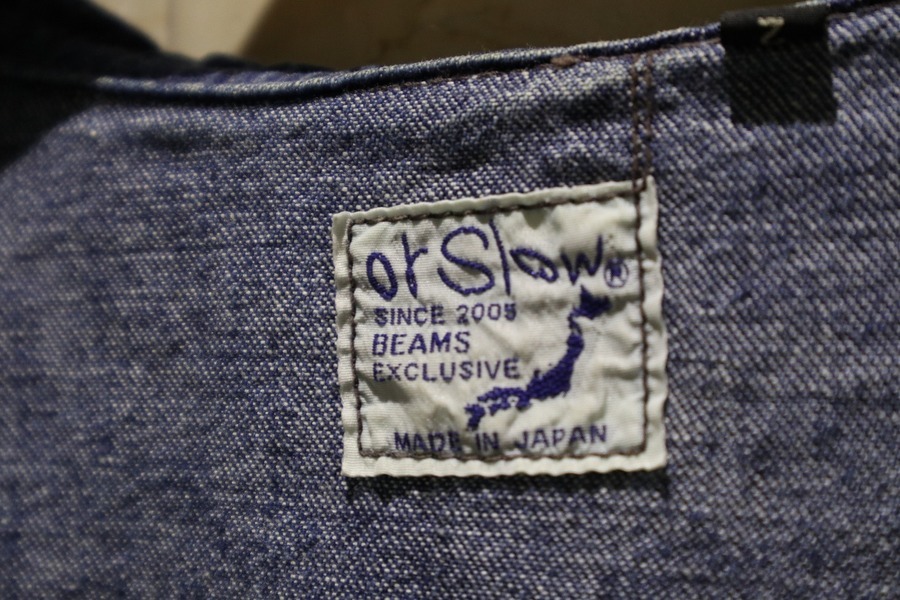 orSlow®
SINCE 2005
BEAMS
EXCLUSIVE
MADE IN JAPAN